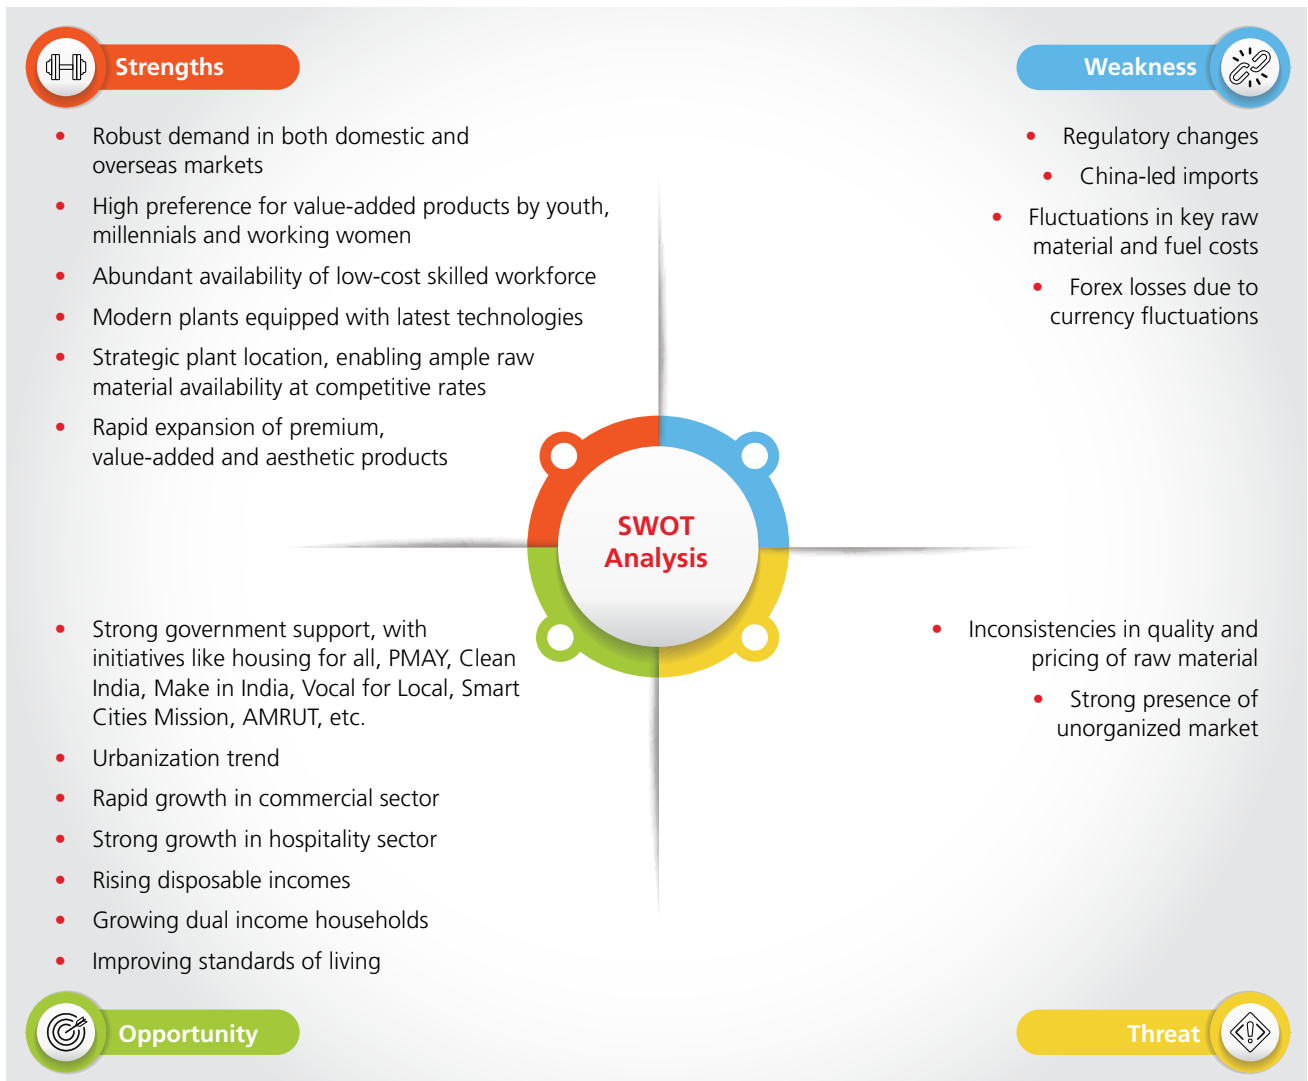 Strengths
• Robust demand in both domestic and
overseas markets
• High preference for value-added products by youth,
millennials and working women
• Abundant availability of low-cost skilled workforce
• Modern plants equipped with latest technologies
• Strategic plant location, enabling ample raw
material availability at competitive rates
• Rapid expansion of premium,
value-added and aesthetic products
Weakness
• Regulatory changes
• China-led imports
• Fluctuations in key raw
material and fuel costs
• Forex losses due to
currency fluctuations
SWOT
Analysis
• Strong government support, with
initiatives like housing for all, PMAY, Clean
India, Make in India, Vocal for Local, Smart
Cities Mission, AMRUT, etc.
• Urbanization trend
• Rapid growth in commercial sector
• Strong growth in hospitality sector
• Rising disposable incomes
• Growing dual income households
• Improving standards of living
Opportunity
• Inconsistencies in quality and
pricing of raw material
• Strong presence of
unorganized market
Threat